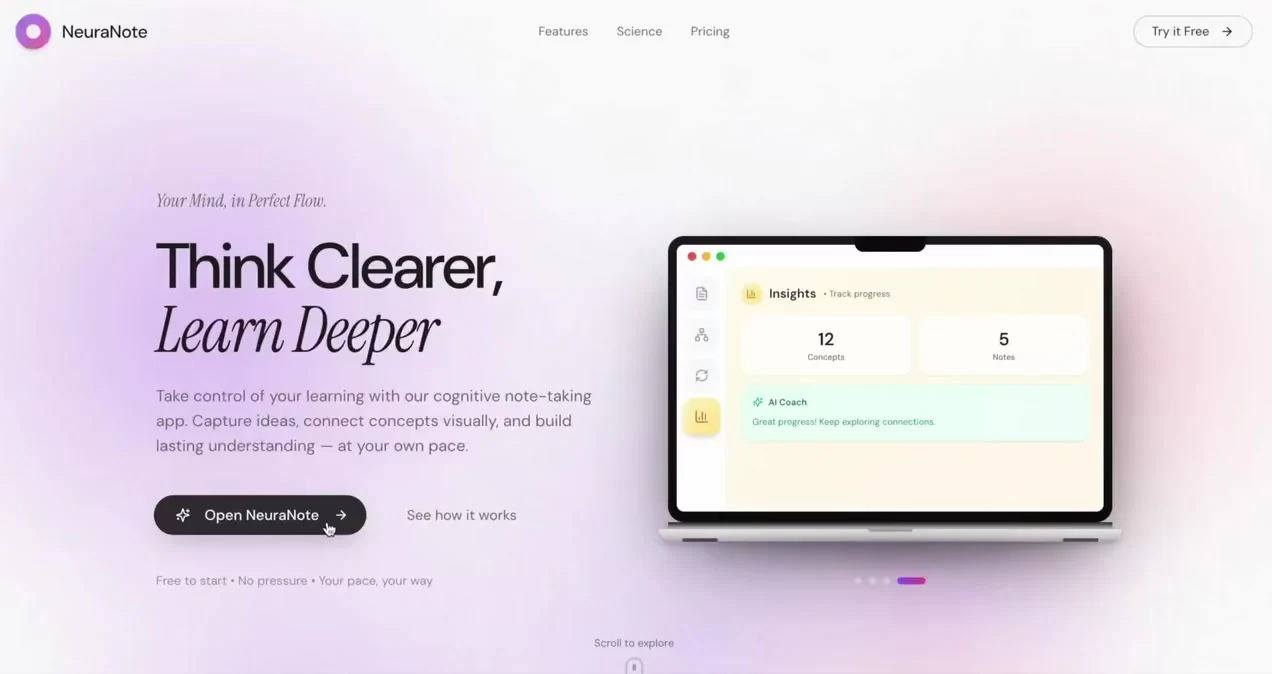 NeuraNote
Features
Science
Pricing
Try it Free →
Your Mind, in Perfect Flow.
Think Clearer,
Learn Deeper
Take control of your learning with our cognitive note-taking
app. Capture ideas, connect concepts visually, and build
lasting understanding — at your own pace.
Open NeuraNote →
See how it works
Free to start • No pressure • Your pace, your way
Insights • Track progress
12
Concepts
5
Notes
AI Coach
Great progress! Keep exploring connections.
Scroll to explore